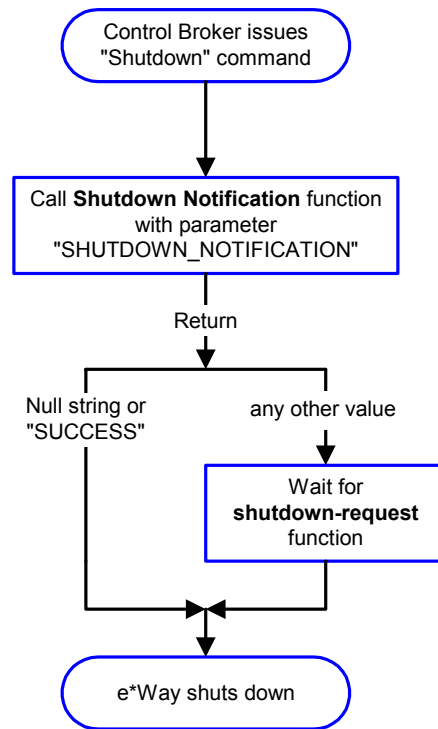 Control Broker issues
"Shutdown" command
Call Shutdown Notification function
with parameter
"SHUTDOWN_NOTIFICATION"
Return
Null string or
"SUCCESS"
any other value
Wait for
shutdown-request
function
e*Way shuts down